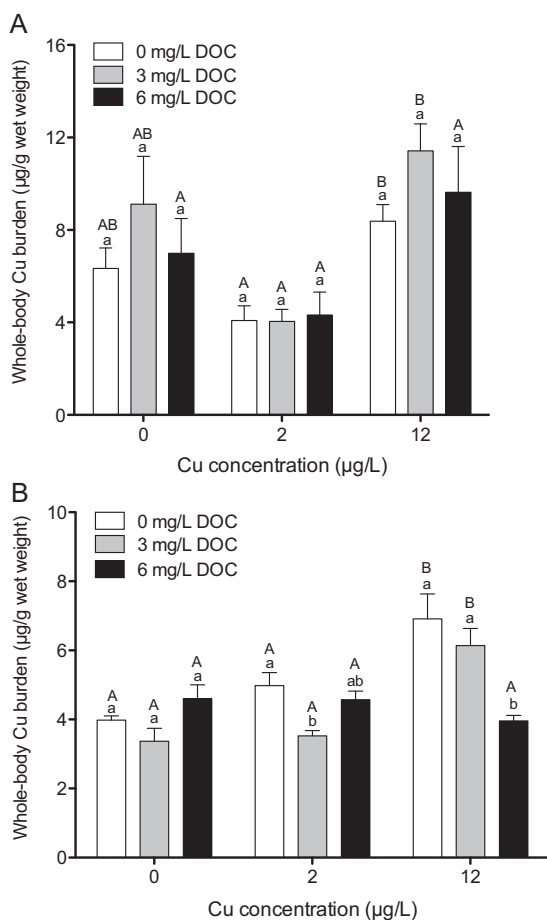 A
Whole-body Cu burden (µg/g wet weight)
16
12
8
4
0
0 mg/L DOC
3 mg/L DOC
6 mg/L DOC
AB
a
AB
a
A
a
A
a
A
a
A
a
B
a
B
a
A
a
0 2 12
Cu concentration (µg/L)
B
Whole-body Cu burden (µg/g wet weight)
10
8
6
4
2
0
0 mg/L DOC
3 mg/L DOC
6 mg/L DOC
A
a
A
a
A
a
A
a
A
b
A
ab
B
a
B
a
A
b
0 2 12
Cu concentration (µg/L)